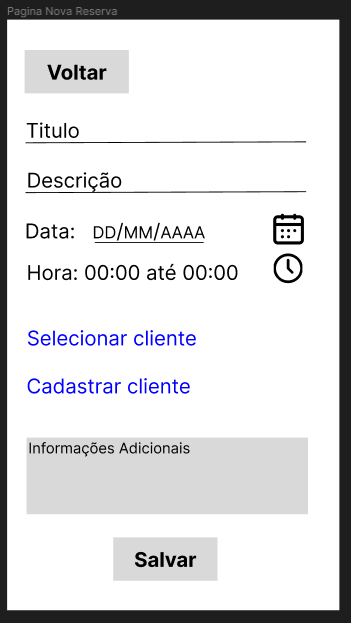 Pagina Nova Reserva
Voltar
Titulo
Descrição
Data: DD/MM/AAAA
Hora: 00:00 até 00:00
Selecionar cliente
Cadastrar cliente
Informações Adicionais
Salvar